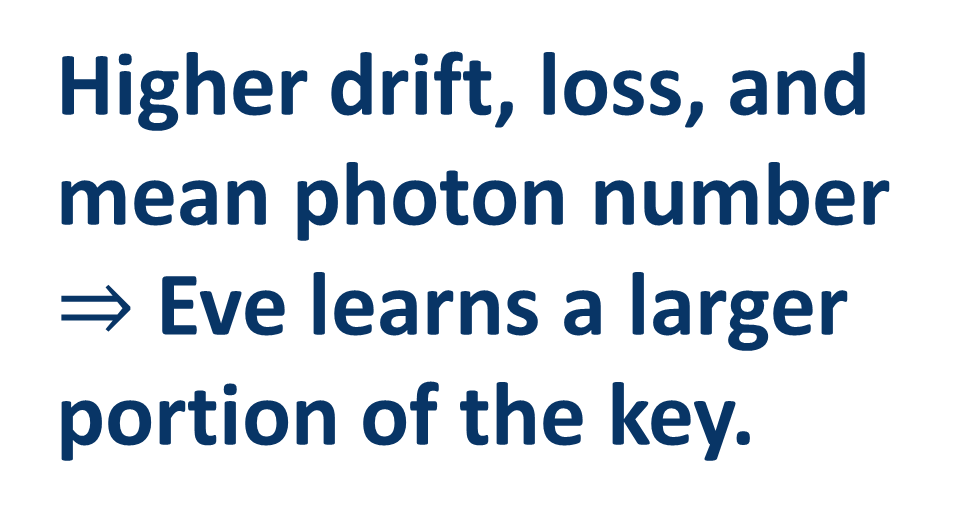 Higher drift, loss, and
mean photon number
⇒ Eve learns a larger
portion of the key.